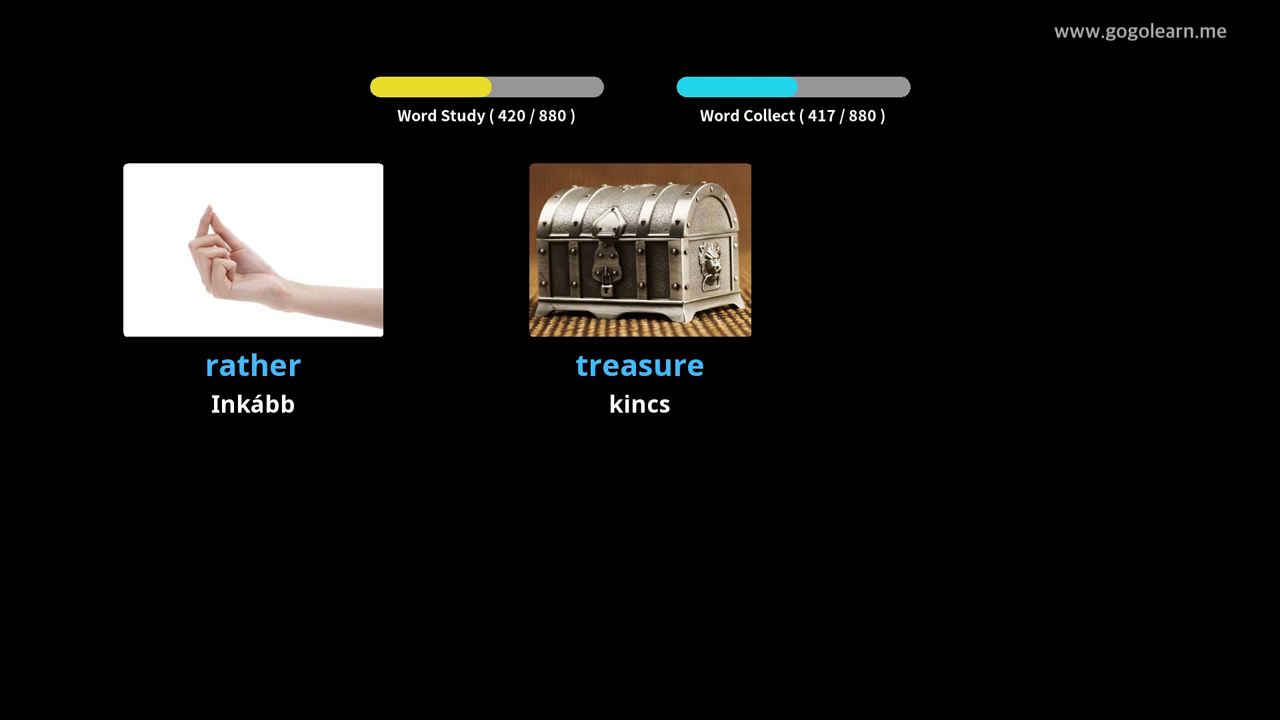 www.gogolearn.me
Word Study ( 420 / 880 )
Word Collect ( 417 / 880 )
rather
Inkább
treasure
kincs